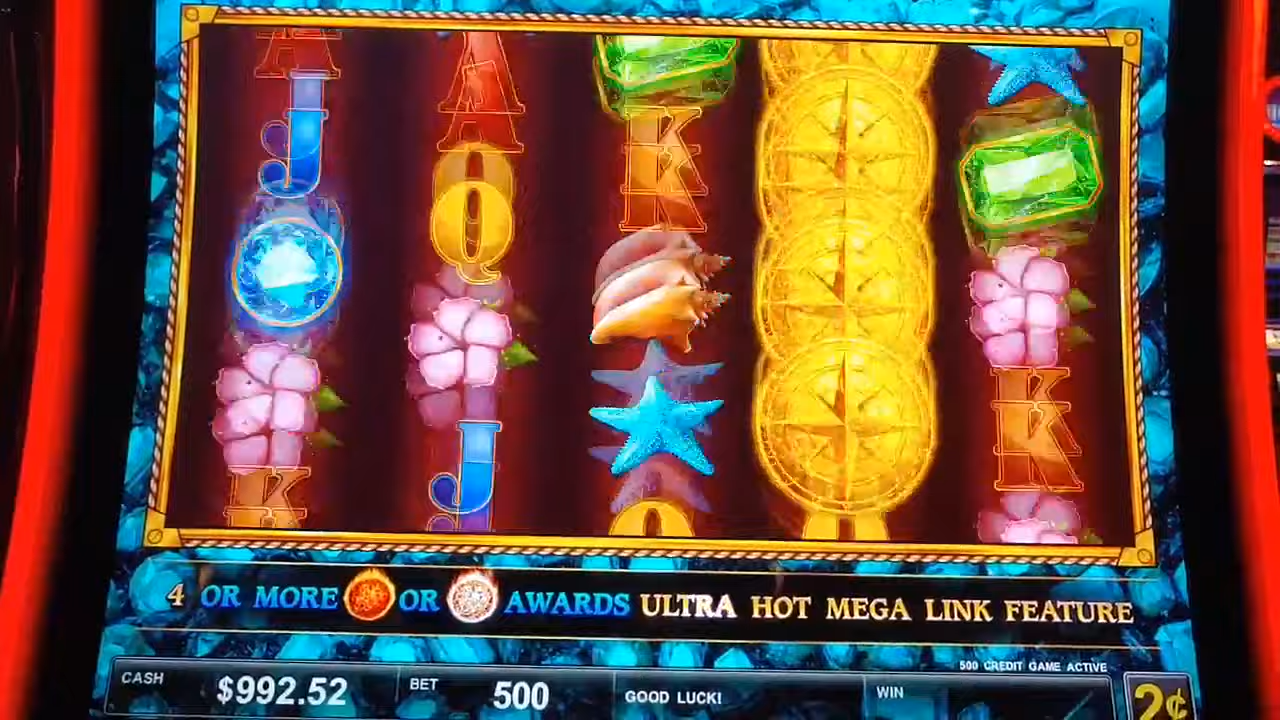 A A
J
K
Q
K
J
K
Q
4 OR MORE OR AWARDS ULTRA HOT MEGA LINK FEATURE
500 CREDIT GAME ACTIVE
CASH $992.52 BET 500 GOOD LUCK! WIN 2¢